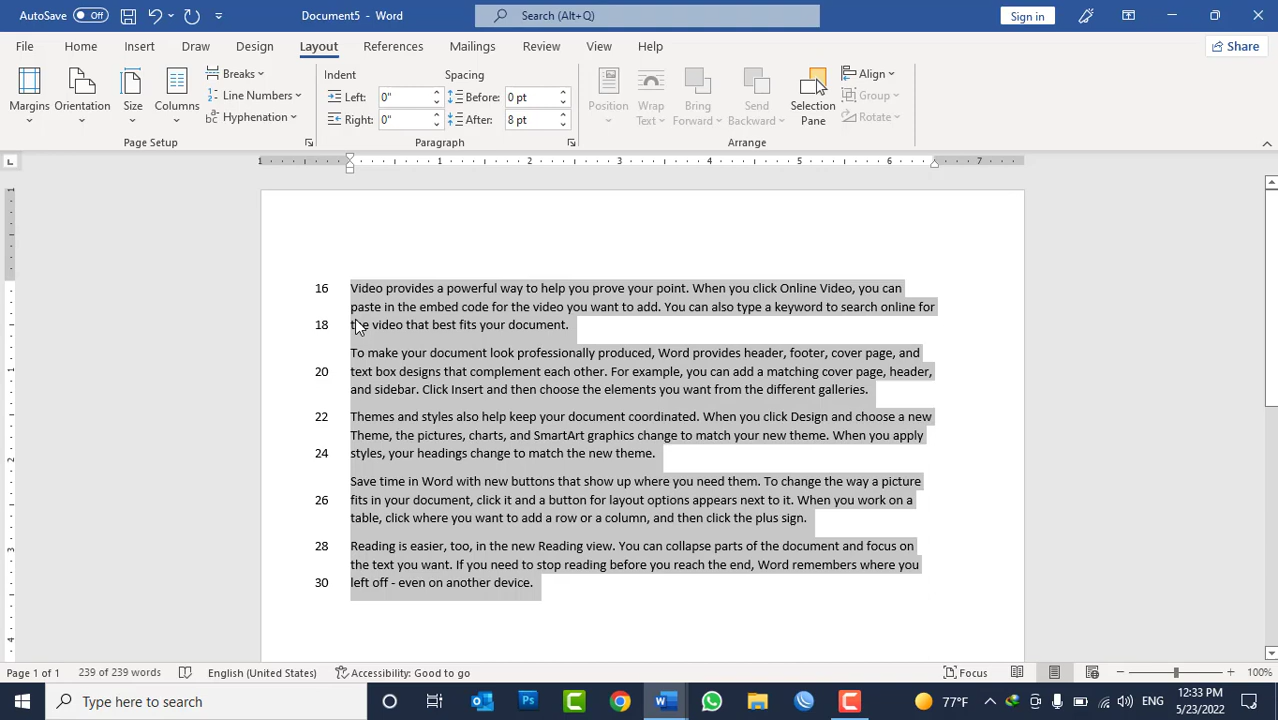 AutoSave Off Document5 - Word Search (Alt+Q) Sign in
File Home Insert Draw Design Layout References Mailings Review View Help Share
Margins Orientation Size Columns Breaks Line Numbers Hyphenation
Page Setup
Indent Spacing
Left: 0" Before: 0 pt
Right: 0" After: 8 pt
Paragraph
Position Wrap Text Bring Forward Send Backward Selection Pane Align Group Rotate
Arrange
1 1 2 3 4 5 6 7
16 Video provides a powerful way to help you prove your point. When you click Online Video, you can
paste in the embed code for the video you want to add. You can also type a keyword to search online for
18 the video that best fits your document.
To make your document look professionally produced, Word provides header, footer, cover page, and
20 text box designs that complement each other. For example, you can add a matching cover page, header,
and sidebar. Click Insert and then choose the elements you want from the different galleries.
22 Themes and styles also help keep your document coordinated. When you click Design and choose a new
Theme, the pictures, charts, and SmartArt graphics change to match your new theme. When you apply
24 styles, your headings change to match the new theme.
Save time in Word with new buttons that show up where you need them. To change the way a picture
26 fits in your document, click it and a button for layout options appears next to it. When you work on a
table, click where you want to add a row or a column, and then click the plus sign.
28 Reading is easier, too, in the new Reading view. You can collapse parts of the document and focus on
the text you want. If you need to stop reading before you reach the end, Word remembers where you
30 left off - even on another device.
Page 1 of 1 239 of 239 words English (United States) Accessibility: Good to go Focus 100%
Type here to search 77°F ENG 12:33 PM
5/23/2022